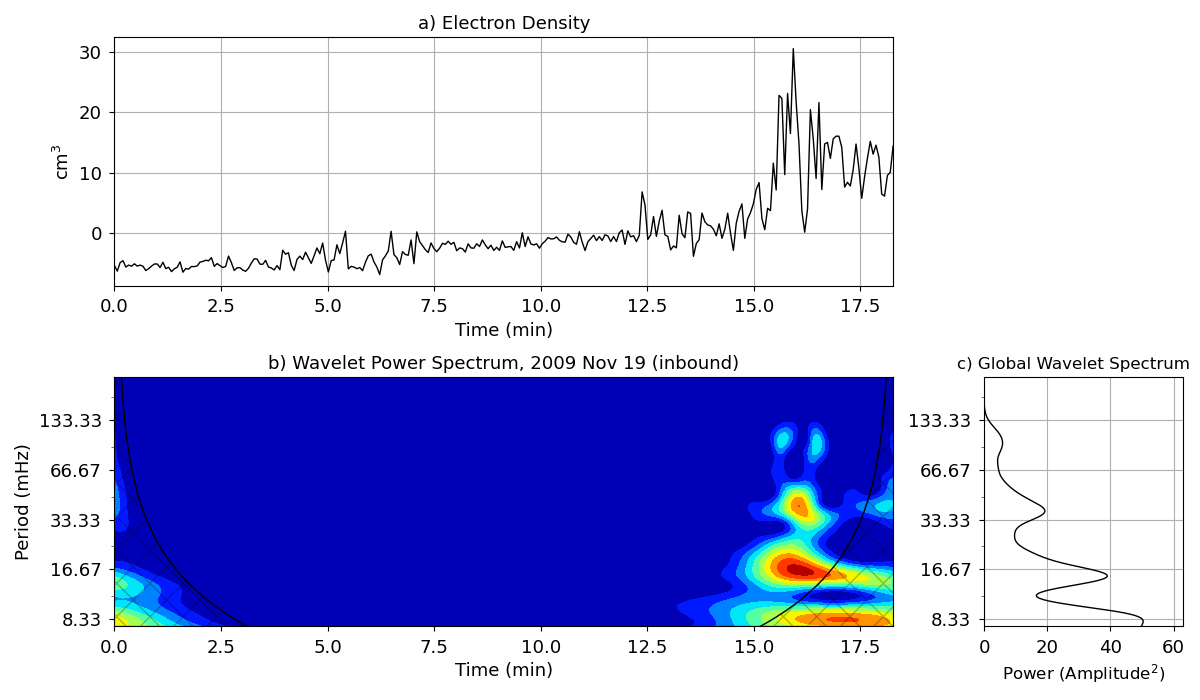 a) Electron Density
30
20
10
0
cm³
0.0 2.5 5.0 7.5 10.0 12.5 15.0 17.5
Time (min)
b) Wavelet Power Spectrum, 2009 Nov 19 (inbound)
133.33
66.67
33.33
16.67
8.33
Period (mHz)
0.0 2.5 5.0 7.5 10.0 12.5 15.0 17.5
Time (min)
c) Global Wavelet Spectrum
133.33
66.67
33.33
16.67
8.33
0 20 40 60
Power (Amplitude²)